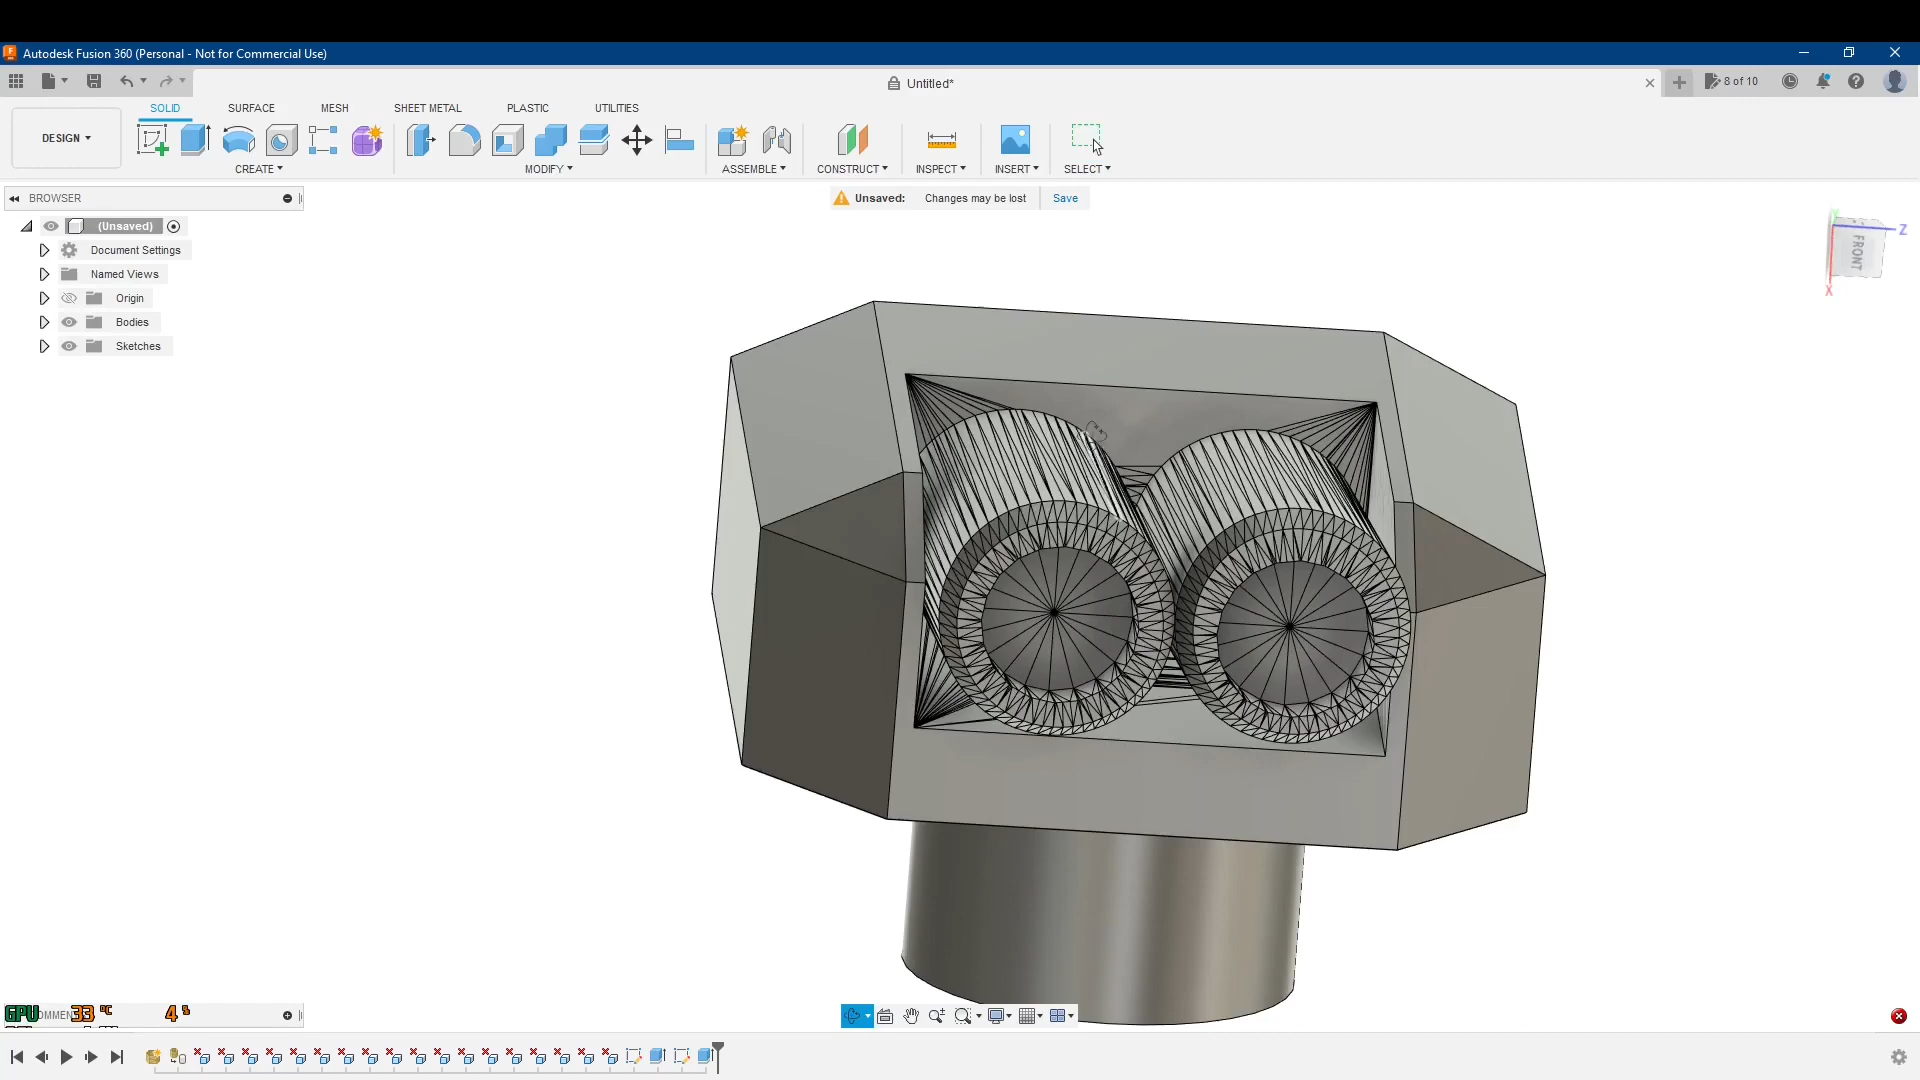 Autodesk Fusion 360 (Personal - Not for Commercial Use)
Untitled*
8 of 10
SOLID SURFACE MESH SHEET METAL PLASTIC UTILITIES
DESIGN
CREATE MODIFY ASSEMBLE CONSTRUCT INSPECT INSERT SELECT
BROWSER
Unsaved: Changes may be lost Save
(Unsaved)
Document Settings
Named Views
Origin
Bodies
Sketches
FRONT
Z
X
GPU 33 °C 4 %